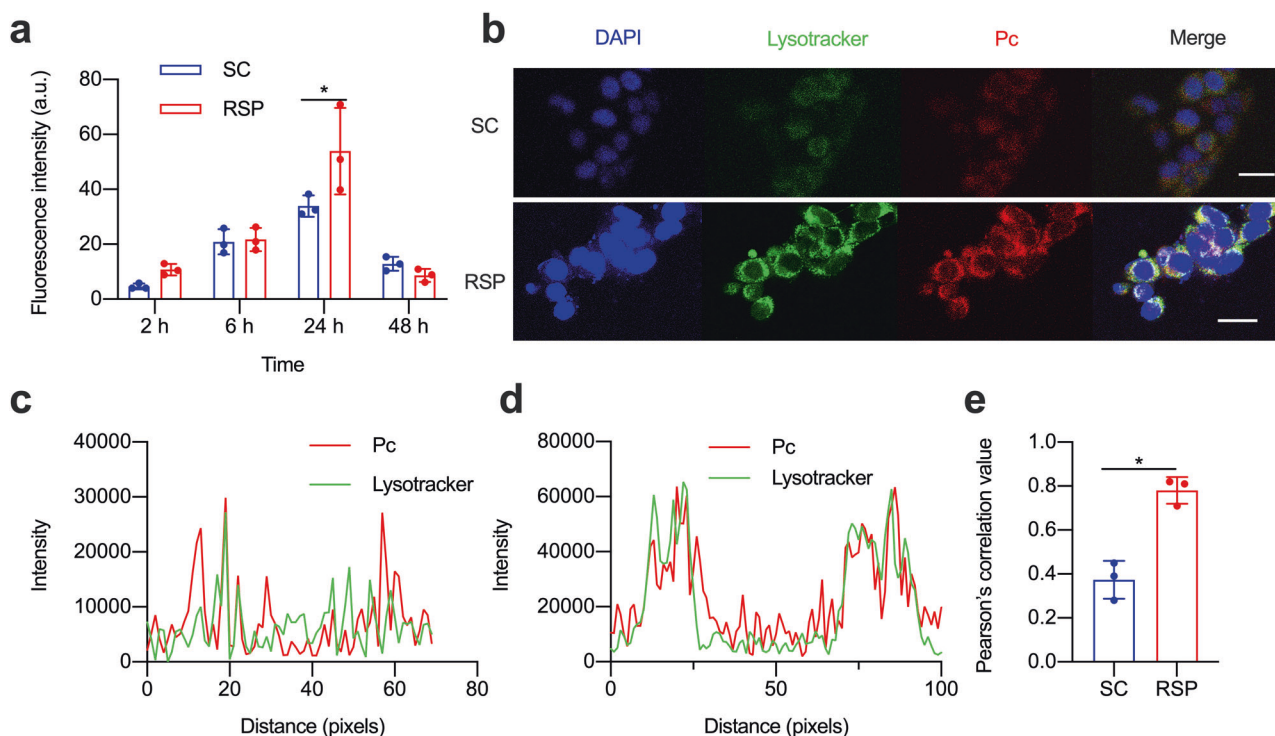 a
SC
RSP
*
Fluorescence intensity (a.u.)
80
60
40
20
0
2 h 6 h 24 h 48 h
Time
b
DAPI Lysotracker Pc Merge
SC
RSP
c
Pc
Lysotracker
Intensity
40000
30000
20000
10000
0
0 20 40 60 80
Distance (pixels)
d
Pc
Lysotracker
Intensity
80000
60000
40000
20000
0
0 50 100
Distance (pixels)
e
*
Pearson's correlation value
1.0
0.8
0.6
0.4
0.2
0.0
SC RSP